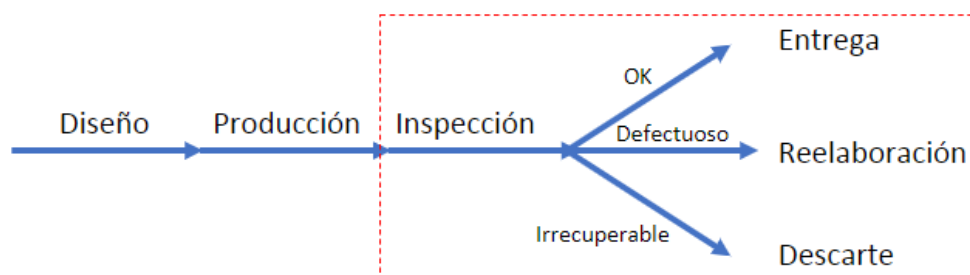 Entrega
OK
Diseño
Producción
Inspección
Defectuoso
Reelaboración
Irrecuperable
Descarte